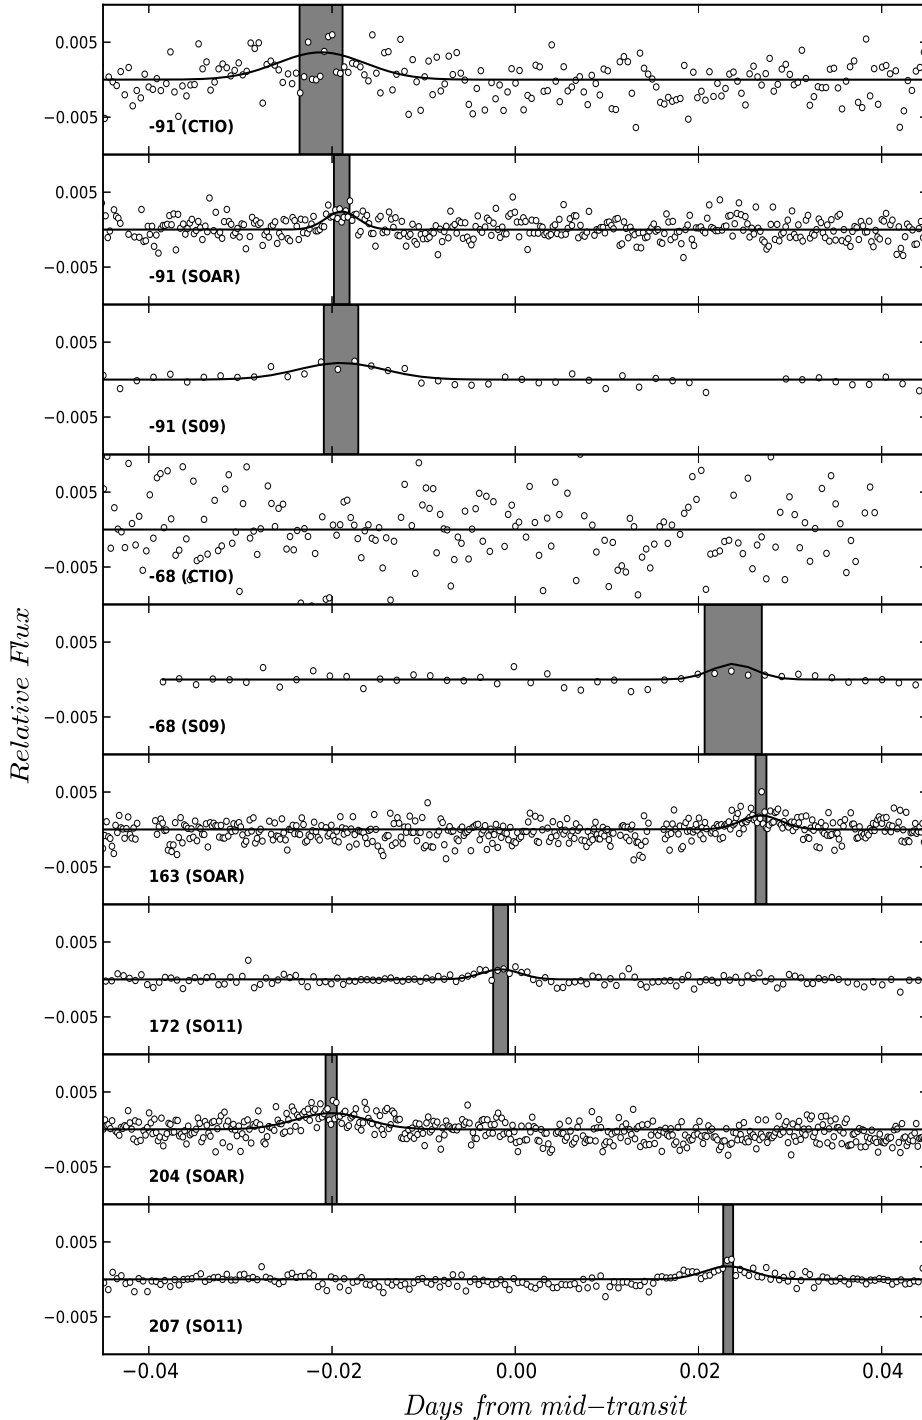 0.005
−0.005
-91 (CTIO)
0.005
−0.005
-91 (SOAR)
0.005
−0.005
-91 (S09)
0.005
−0.005
-68 (CTIO)
0.005
−0.005
-68 (S09)
0.005
−0.005
163 (SOAR)
0.005
−0.005
172 (SO11)
0.005
−0.005
204 (SOAR)
0.005
−0.005
207 (SO11)
Relative Flux
−0.04 −0.02 0.00 0.02 0.04
Days from mid−transit